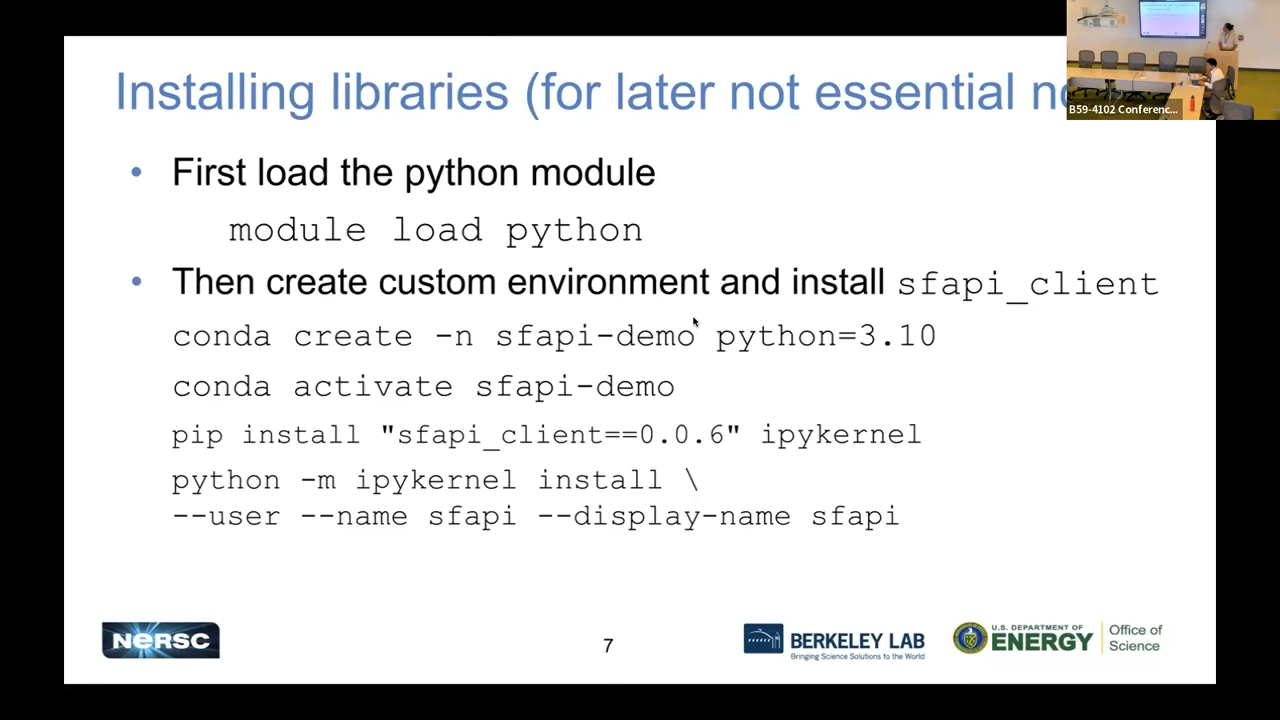 Installing libraries (for later not essential
B59-4102 Conferenc...
• First load the python module
module load python
• Then create custom environment and install sfapi_client
conda create -n sfapi-demo python=3.10
conda activate sfapi-demo
pip install "sfapi_client==0.0.6" ipykernel
python -m ipykernel install \
--user --name sfapi --display-name sfapi
NERSC
7
BERKELEY LAB
Bringing Science Solutions to the World
U.S. DEPARTMENT OF
ENERGY
Office of
Science